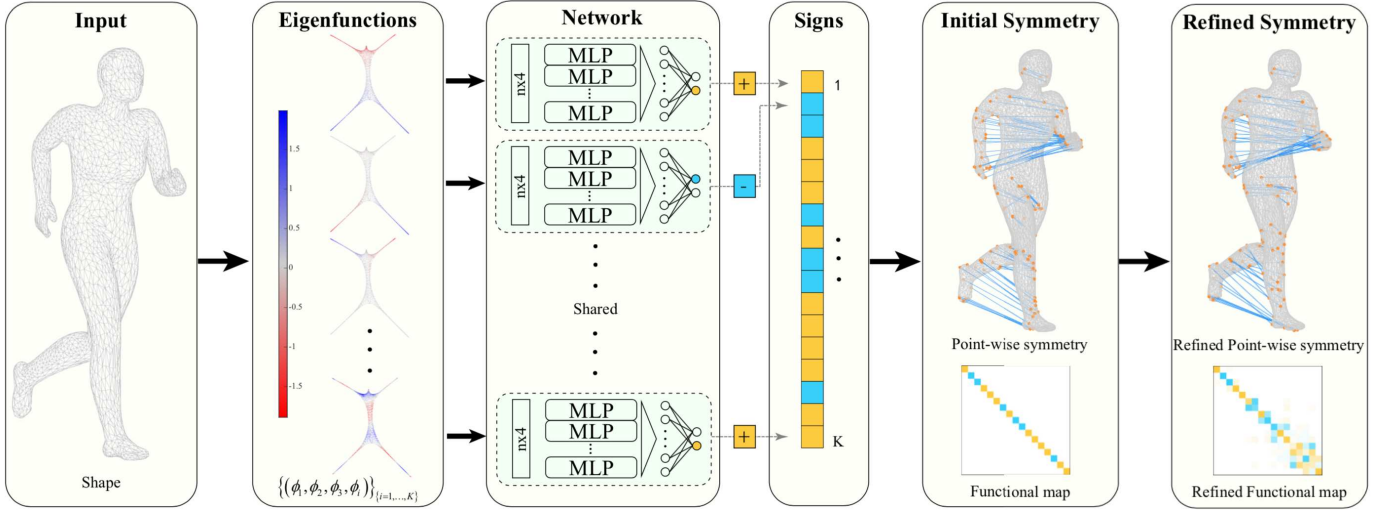 Input
Shape
Eigenfunctions
1.5
1
0.5
0
-0.5
-1
-1.5
{(ϕ₁, ϕ₂, ϕ₃, ϕᵢ)}{i=1,...,K}
Network
nx4
MLP
MLP
MLP
+
nx4
MLP
MLP
MLP
-
Shared
nx4
MLP
MLP
MLP
+
Signs
1
K
Initial Symmetry
Point-wise symmetry
Functional map
Refined Symmetry
Refined Point-wise symmetry
Refined Functional map